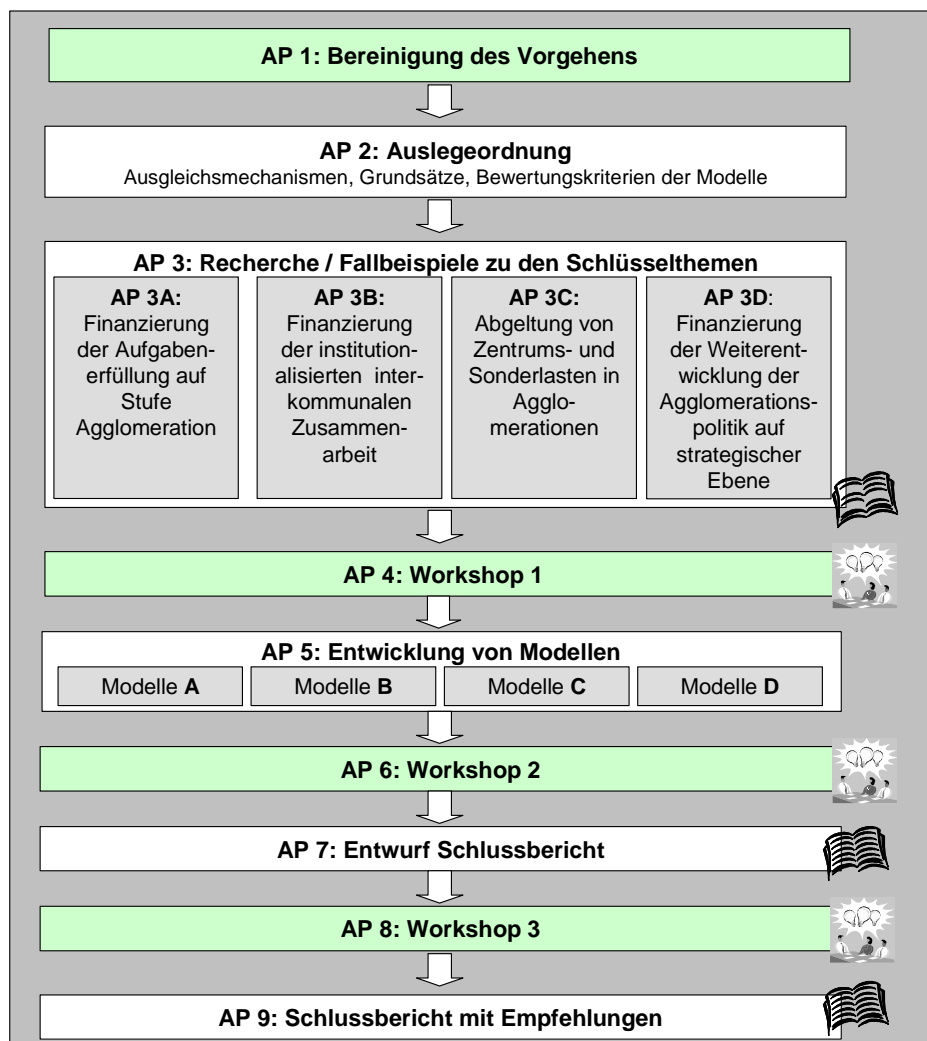 AP 1: Bereinigung des Vorgehens
AP 2: Auslegeordnung
Ausgleichsmechanismen, Grundsätze, Bewertungskriterien der Modelle
AP 3: Recherche / Fallbeispiele zu den Schlüsselthemen
AP 3A:
Finanzierung
der Aufgaben-
erfüllung auf
Stufe
Agglomeration
AP 3B:
Finanzierung
der institution-
alisierten inter-
kommunalen
Zusammen-
arbeit
AP 3C:
Abgeltung von
Zentrums- und
Sonderlasten in
Agglo-
merationen
AP 3D:
Finanzierung
der Weiterent-
wicklung der
Agglomerations-
politik auf
strategischer
Ebene
AP 4: Workshop 1
AP 5: Entwicklung von Modellen
Modelle A
Modelle B
Modelle C
Modelle D
AP 6: Workshop 2
AP 7: Entwurf Schlussbericht
AP 8: Workshop 3
AP 9: Schlussbericht mit Empfehlungen